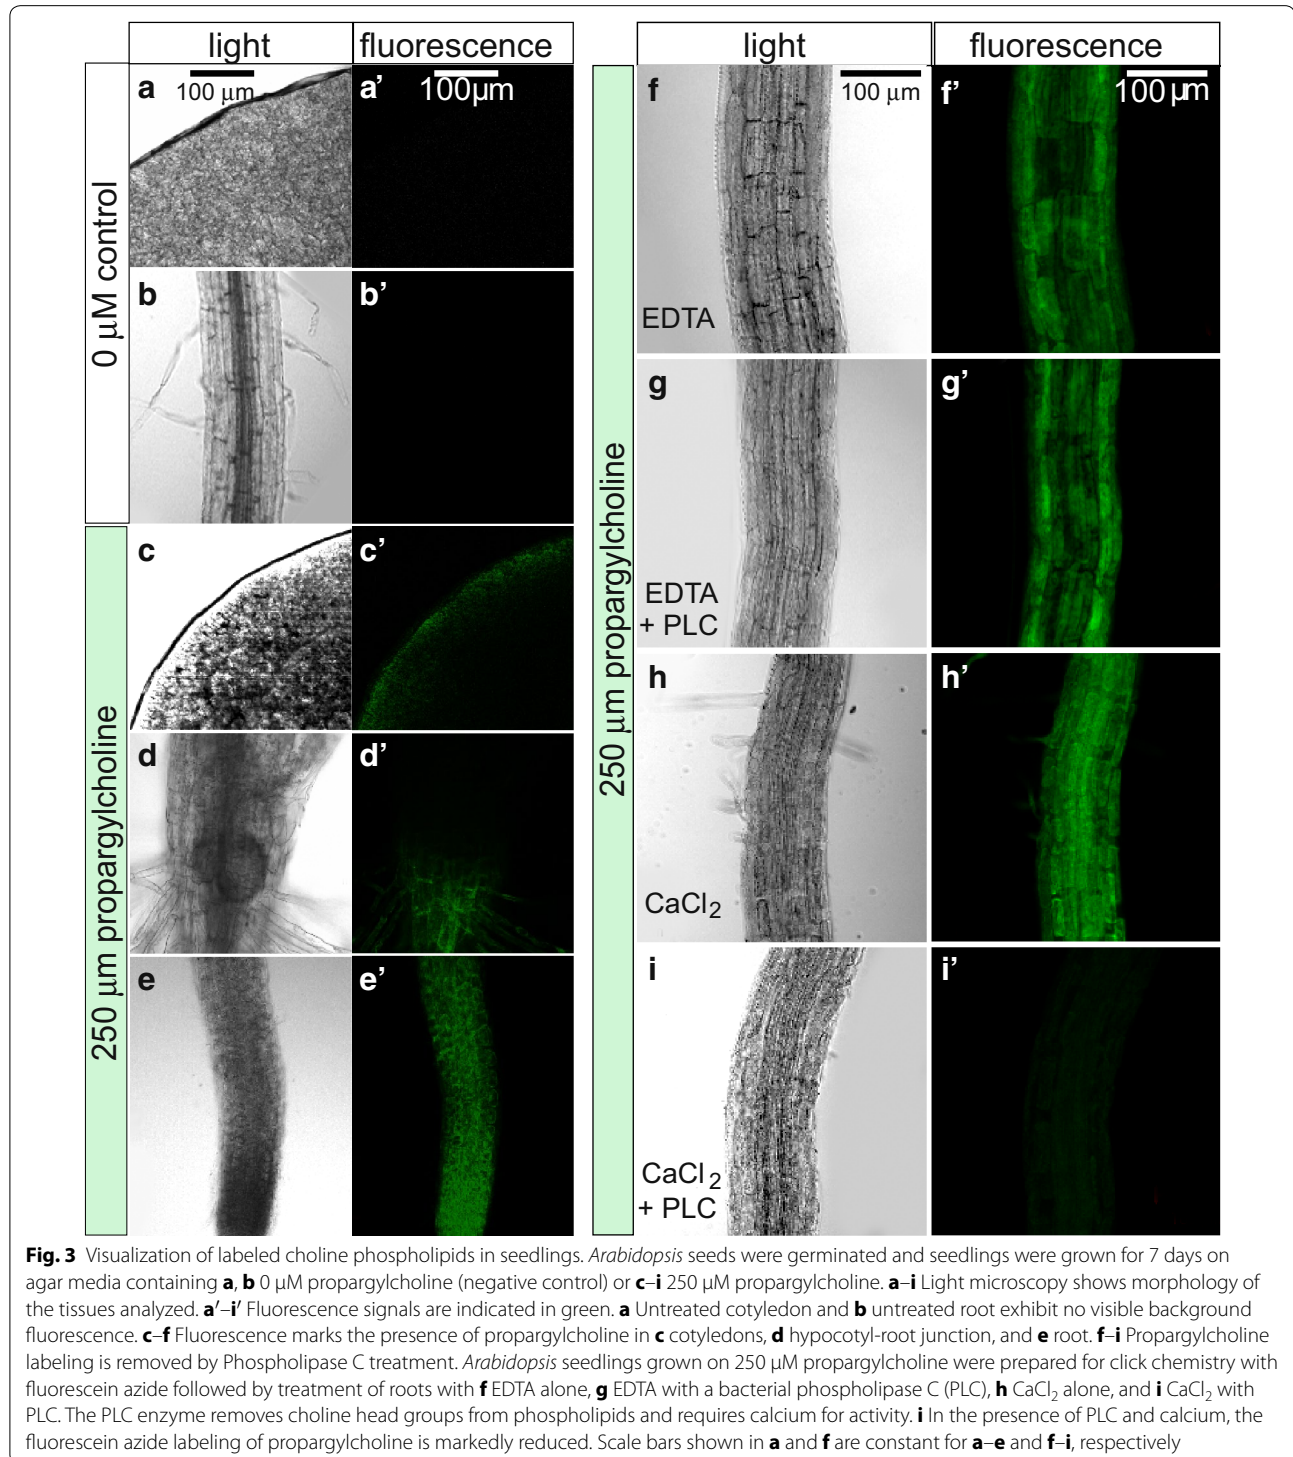 light
fluorescence
light
fluorescence
0 μM control
250 μm propargylcholine
a
100 μm
a’
100μm
b
b’
c
c’
d
d’
e
e’
250 μm propargylcholine
f
100 μm
EDTA
f’
100 μm
g
EDTA
+ PLC
g’
h
CaCl₂
h’
i
CaCl₂
+ PLC
i’
Fig. 3 Visualization of labeled choline phospholipids in seedlings. Arabidopsis seeds were germinated and seedlings were grown for 7 days on
agar media containing a, b 0 μM propargylcholine (negative control) or c–i 250 μM propargylcholine. a–i Light microscopy shows morphology of
the tissues analyzed. a′–i′ Fluorescence signals are indicated in green. a Untreated cotyledon and b untreated root exhibit no visible background
fluorescence. c–f Fluorescence marks the presence of propargylcholine in c cotyledons, d hypocotyl-root junction, and e root. f–i Propargylcholine
labeling is removed by Phospholipase C treatment. Arabidopsis seedlings grown on 250 μM propargylcholine were prepared for click chemistry with
fluorescein azide followed by treatment of roots with f EDTA alone, g EDTA with a bacterial phospholipase C (PLC), h CaCl₂ alone, and i CaCl₂ with
PLC. The PLC enzyme removes choline head groups from phospholipids and requires calcium for activity. i In the presence of PLC and calcium, the
fluorescein azide labeling of propargylcholine is markedly reduced. Scale bars shown in a and f are constant for a–e and f–i, respectively